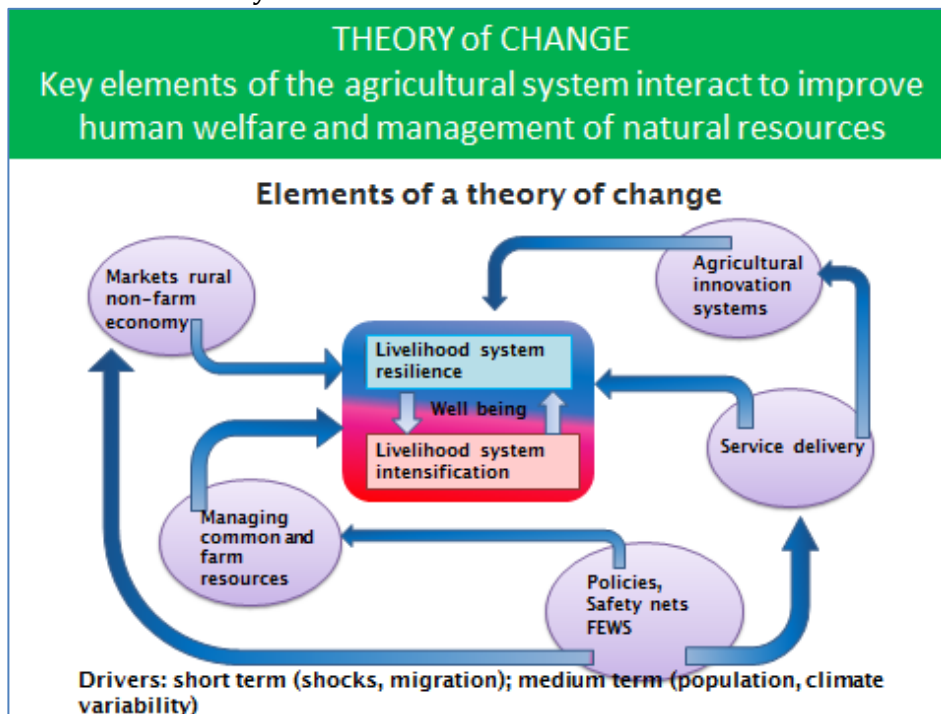 THEORY of CHANGE
Key elements of the agricultural system interact to improve
human welfare and management of natural resources
Elements of a theory of change
Markets rural
non-farm
economy
Agricultural
innovation
systems
Livelihood system
resilience
Well being
Livelihood system
intensification
Service delivery
Managing
common and
farm
resources
Policies,
Safety nets
FEWS
Drivers: short term (shocks, migration); medium term (population, climate
variability)